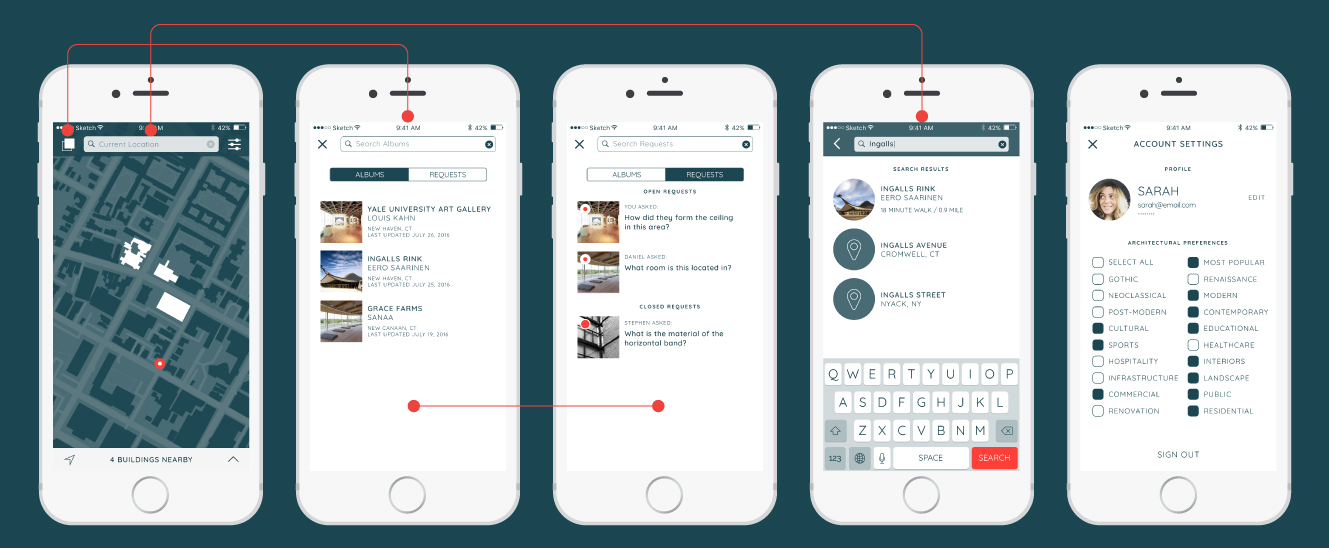 Sketch
9:41 AM
42%
Current Location
4 BUILDINGS NEARBY
Sketch
9:41 AM
42%
Search Albums
ALBUMS
REQUESTS
YALE UNIVERSITY ART GALLERY
LOUIS KAHN
NEW HAVEN, CT
LAST UPDATED JULY 26, 2016
INGALLS RINK
EERO SAARINEN
NEW HAVEN, CT
LAST UPDATED JULY 25, 2016
GRACE FARMS
SANAA
NEW CANAAN, CT
LAST UPDATED JULY 19, 2016
Sketch
9:41 AM
42%
Search Requests
ALBUMS
REQUESTS
OPEN REQUESTS
YOU ASKED:
How did they form the ceiling
in this area?
DANIEL ASKED:
What room is this located in?
CLOSED REQUESTS
STEPHEN ASKED:
What is the material of the
horizontal band?
Sketch
9:41 AM
42%
Ingalls
SEARCH RESULTS
INGALLS RINK
EERO SAARINEN
18 MINUTE WALK / 0.9 MILE
INGALLS AVENUE
CROMWELL, CT
INGALLS STREET
NYACK, NY
Q W E R T Y U I O P
A S D F G H J K L
Z X C V B N M
123
SPACE
SEARCH
Sketch
9:41 AM
42%
ACCOUNT SETTINGS
PROFILE
SARAH
sarah@email.com
EDIT
ARCHITECTURAL PREFERENCES
SELECT ALL
GOTHIC
NEOCLASSICAL
POST-MODERN
CULTURAL
SPORTS
HOSPITALITY
INFRASTRUCTURE
COMMERCIAL
RENOVATION
MOST POPULAR
RENAISSANCE
MODERN
CONTEMPORARY
EDUCATIONAL
HEALTHCARE
INTERIORS
LANDSCAPE
PUBLIC
RESIDENTIAL
SIGN OUT